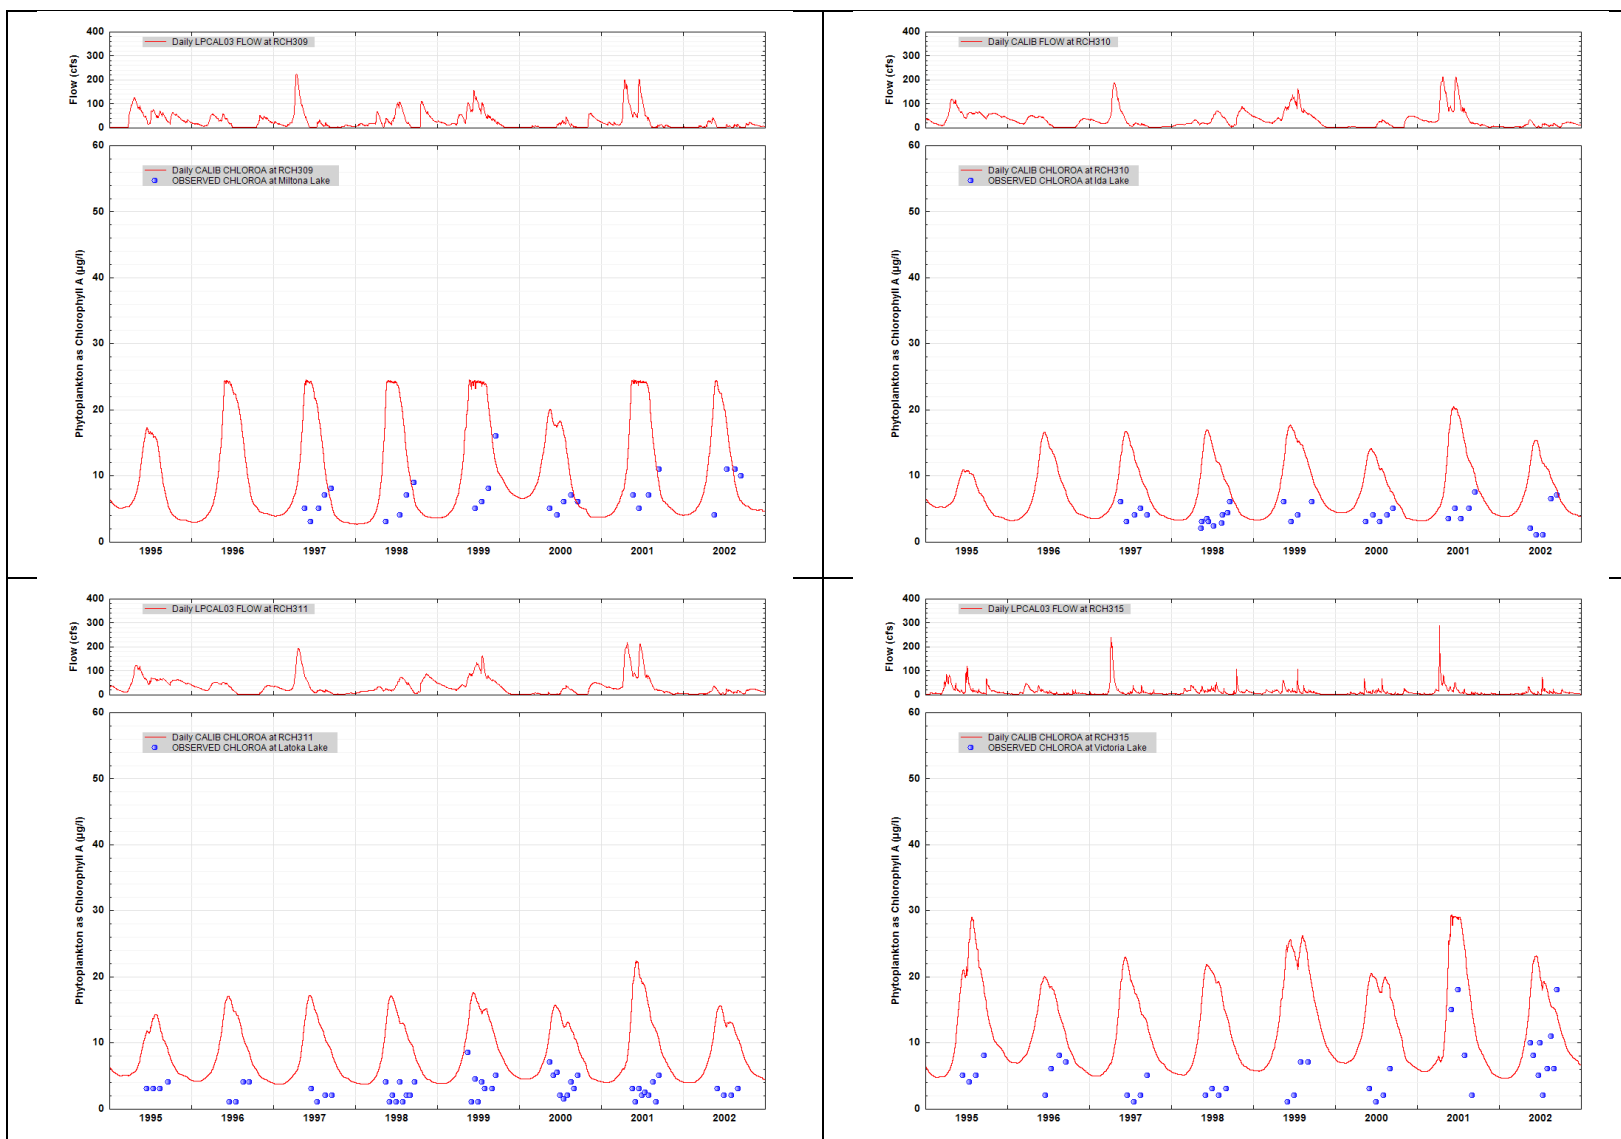 400
300
200
100
0
Flow (cfs)
Daily LPCAL03 FLOW at RCH309
60
50
40
30
20
10
0
Phytoplankton as Chlorophyll A (µg/l)
Daily CALIB CHLOROA at RCH309
OBSERVED CHLOROA at Miltona Lake
1995 1996 1997 1998 1999 2000 2001 2002
400
300
200
100
0
Flow (cfs)
Daily CALIB FLOW at RCH310
60
50
40
30
20
10
0
Phytoplankton as Chlorophyll A (µg/l)
Daily CALIB CHLOROA at RCH310
OBSERVED CHLOROA at Ida Lake
1995 1996 1997 1998 1999 2000 2001 2002
400
300
200
100
0
Flow (cfs)
Daily LPCAL03 FLOW at RCH311
60
50
40
30
20
10
0
Phytoplankton as Chlorophyll A (µg/l)
Daily CALIB CHLOROA at RCH311
OBSERVED CHLOROA at Latoka Lake
1995 1996 1997 1998 1999 2000 2001 2002
400
300
200
100
0
Flow (cfs)
Daily LPCAL03 FLOW at RCH315
60
50
40
30
20
10
0
Phytoplankton as Chlorophyll A (µg/l)
Daily CALIB CHLOROA at RCH315
OBSERVED CHLOROA at Victoria Lake
1995 1996 1997 1998 1999 2000 2001 2002